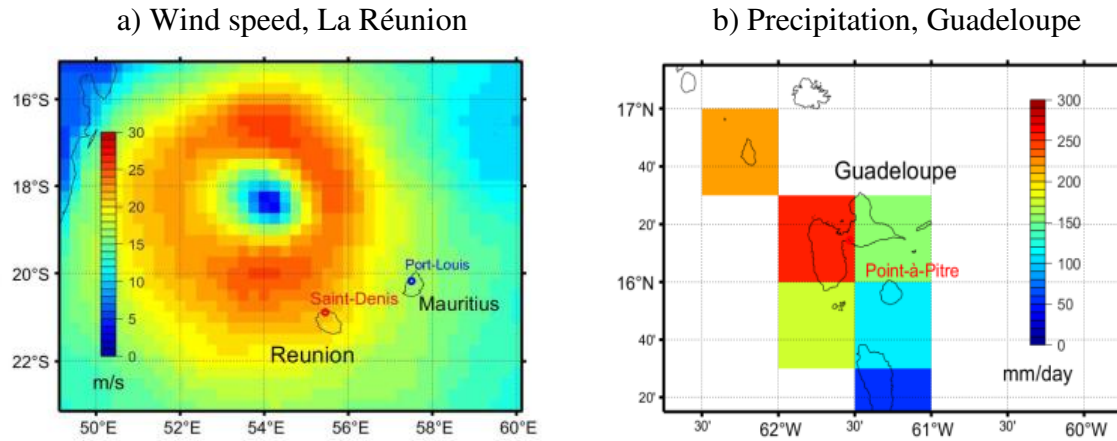 a) Wind speed, La Réunion
16°S
18°S
20°S
22°S
30
25
20
15
10
5
0
m/s
Port-Louis
Mauritius
Saint-Denis
Reunion
50°E
52°E
54°E
56°E
58°E
60°E
b) Precipitation, Guadeloupe
17°N
40'
20'
16°N
40'
20'
Guadeloupe
Point-à-Pitre
300
250
200
150
100
50
0
mm/day
30'
62°W
30'
61°W
30'
60°W